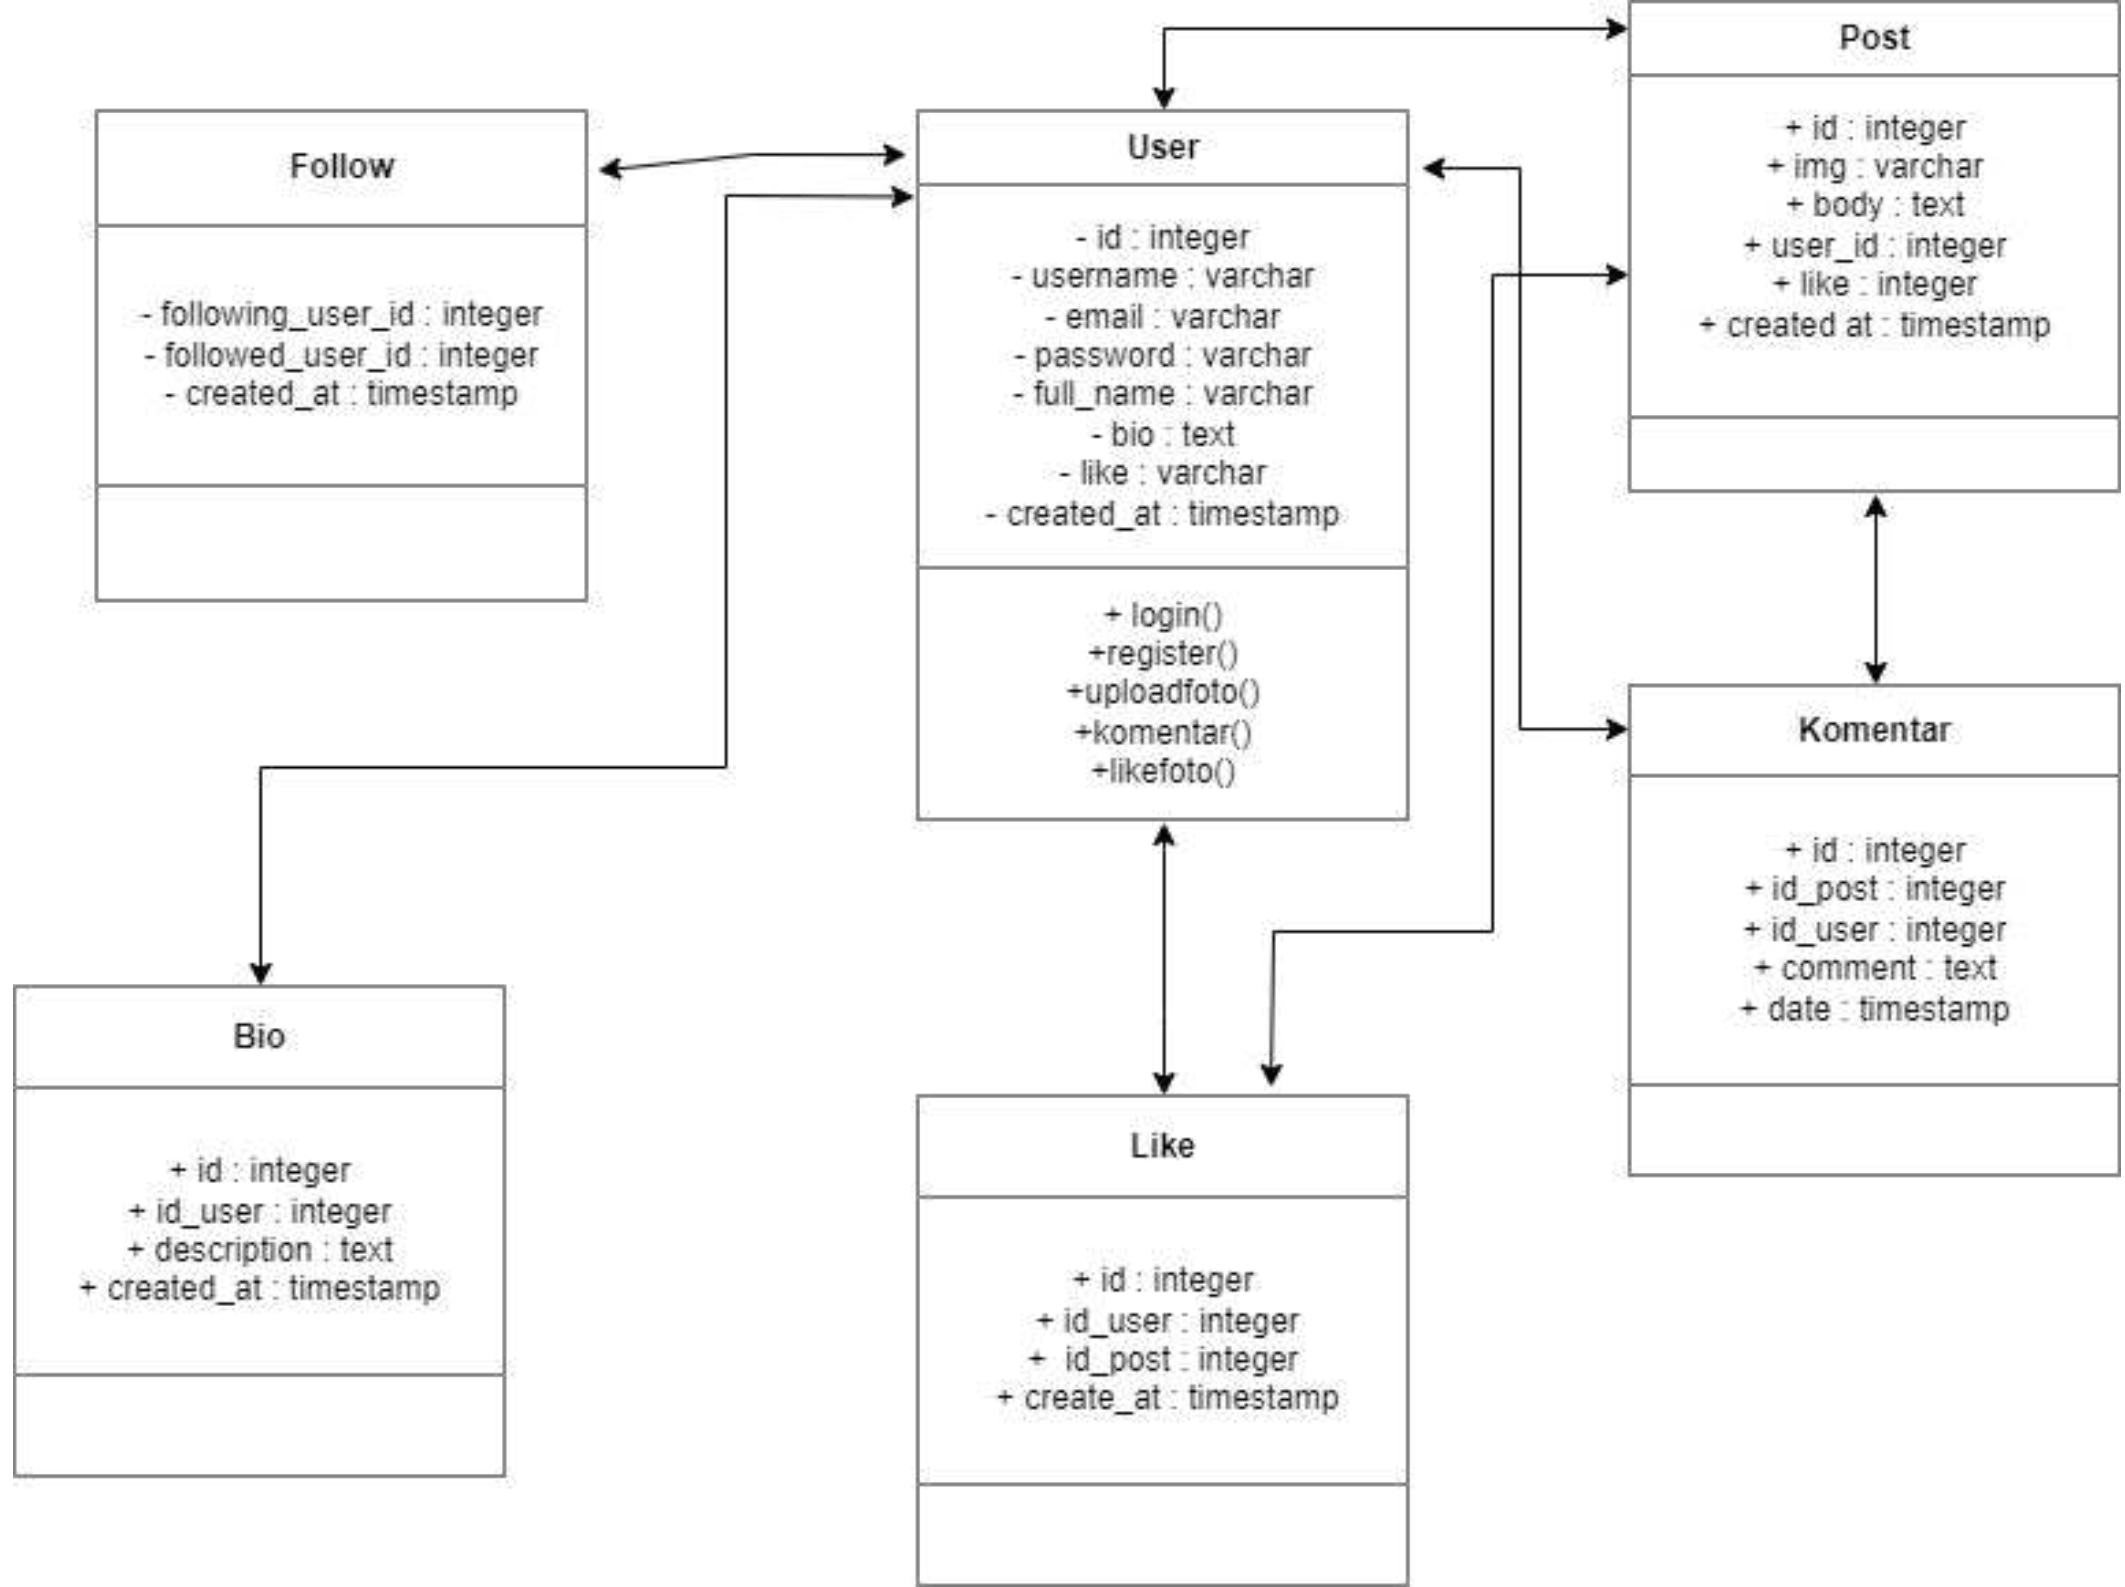 Follow
- following_user_id : integer
- followed_user_id : integer
- created_at : timestamp
User
- id : integer
- username : varchar
- email : varchar
- password : varchar
- full_name : varchar
- bio : text
- like : varchar
- created_at : timestamp
+ login()
+register()
+uploadfoto()
+komentar()
+likefoto()
Post
+ id : integer
+ img : varchar
+ body : text
+ user_id : integer
+ like : integer
+ created at : timestamp
Komentar
+ id : integer
+ id_post : integer
+ id_user : integer
+ comment : text
+ date : timestamp
Bio
+ id : integer
+ id_user : integer
+ description : text
+ created_at : timestamp
Like
+ id : integer
+ id_user : integer
+ id_post : integer
+ create_at : timestamp